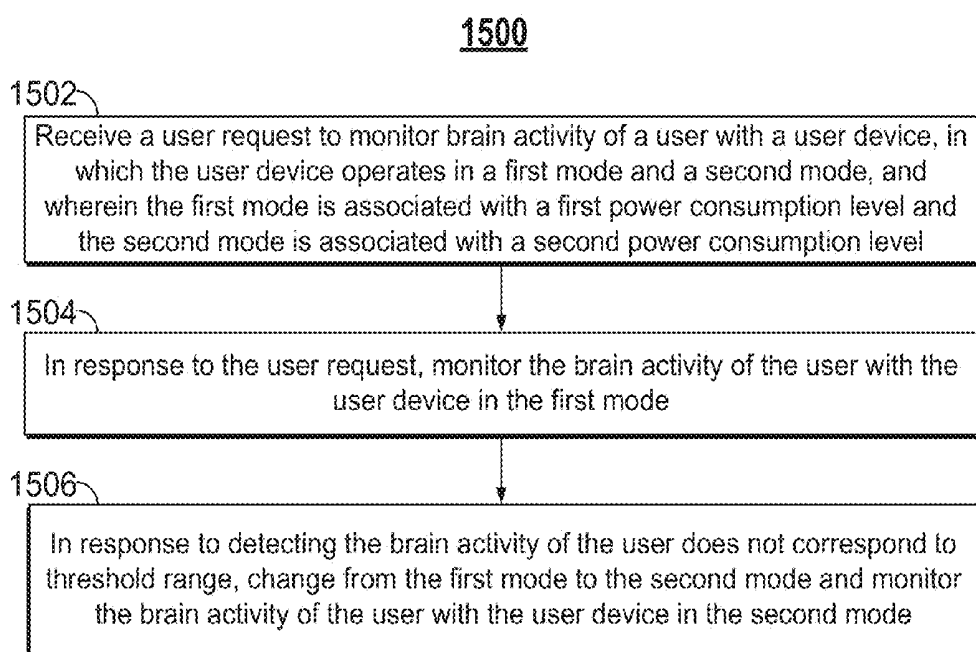 1500
1502
Receive a user request to monitor brain activity of a user with a user device, in
which the user device operates in a first mode and a second mode, and
wherein the first mode is associated with a first power consumption level and
the second mode is associated with a second power consumption level
1504
In response to the user request, monitor the brain activity of the user with the
user device in the first mode
1506
In response to detecting the brain activity of the user does not correspond to
threshold range, change from the first mode to the second mode and monitor
the brain activity of the user with the user device in the second mode